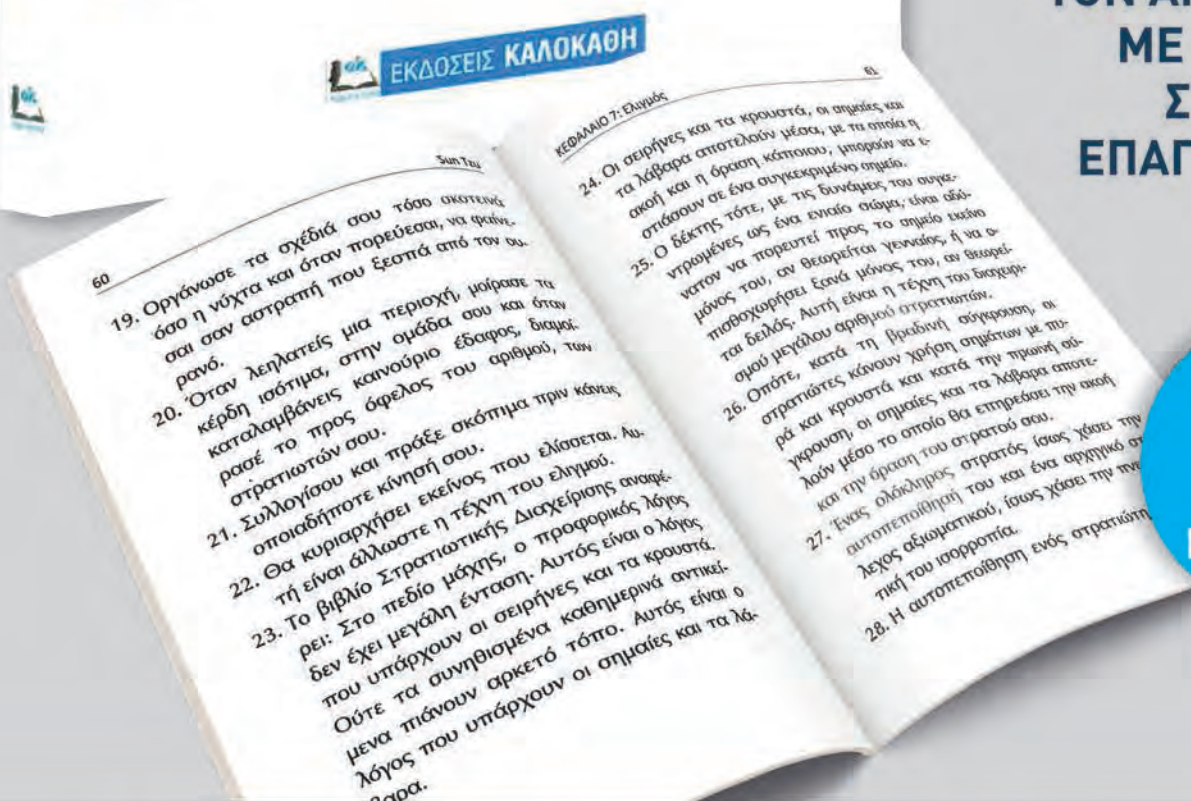 ΕΚΔΟΣΕΙΣ ΚΑΛΟΚΑΘΗ
ΜΕ
60
Sun Tzu
19. Οργάνωσε τα σχέδιά σου τόσο σκοτεινά
όσο η νύχτα και όταν πορεύεσαι, να φαίνε-
σαι σαν αστραπή που ξεσπά από τον ου-
ρανό.
20. Όταν λεηλατείς μια περιοχή, μοίρασε τα
κέρδη ισότιμα, στην ομάδα σου και όταν
καταλαμβάνεις καινούριο έδαφος, διαμοί-
ρασέ το προς όφελος του αριθμού, των
στρατιωτών σου.
21. Συλλογίσου και πράξε σκόπιμα πριν κάνεις
οποιαδήποτε κίνησή σου.
22. Θα κυριαρχήσει εκείνος που ελίσσεται. Αυ-
τή είναι άλλωστε η τέχνη του ελιγμού.
23. Το βιβλίο Στρατιωτικής Διαχείρισης αναφέ-
ρει: Στο πεδίο μάχης, ο προφορικός λόγος
δεν έχει μεγάλη ένταση. Αυτός είναι ο λόγος
που υπάρχουν οι σειρήνες και τα κρουστά.
Ούτε τα συνηθισμένα καθημερινά αντικεί-
μενα πιάνουν αρκετό τόπο. Αυτός είναι ο
λόγος που υπάρχουν οι σημαίες και τα λά-
βαρα.
ΚΕΦΑΛΑΙΟ 7: Ελιγμός
61
24. Οι σειρήνες και τα κρουστά, οι σημαίες και
τα λάβαρα αποτελούν μέσα, με τα οποία η
ακοή και η όραση κάποιου, μπορούν να ε-
στιάσουν σε ένα συγκεκριμένο σημείο.
25. Ο δέκτης τότε, με τις δυνάμεις του συγκε-
ντρωμένες ως ένα ενιαίο σώμα, είναι αδύ-
νατον να πορευτεί προς το σημείο εκείνο
μόνος του, αν θεωρείται γενναίος, ή να ο-
πισθοχωρήσει ξανά μόνος του, αν θεωρεί-
ται δειλός. Αυτή είναι η τέχνη του διαχειρι-
σμού μεγάλου αριθμού στρατιωτών.
26. Οπότε, κατά τη βραδινή σύγκρουση, οι
στρατιώτες κάνουν χρήση σημάτων με πυ-
ρά και κρουστά και κατά την πρωινή σύ-
γκρουση, οι σημαίες και τα λάβαρα αποτε-
λούν μέσο το οποίο θα επηρεάσει την ακοή
και την όραση του στρατού σου.
27. Ένας ολόκληρος στρατός ίσως χάσει την
αυτοπεποίθησή του και ένα αρχηγικό στ
λεχος αξιωματικού, ίσως χάσει την πνε
τική του ισορροπία.
28. Η αυτοπεποίθηση ενός στρατιώτη